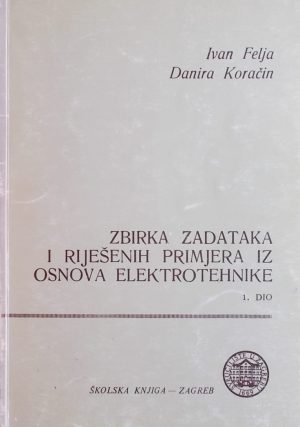 Ivan Felja
Danira Koračin
ZBIRKA ZADATAKA
I RIJEŠENIH PRIMJERA IZ
OSNOVA ELEKTROTEHNIKE
1. DIO
ŠKOLSKA KNJIGA — ZAGREB